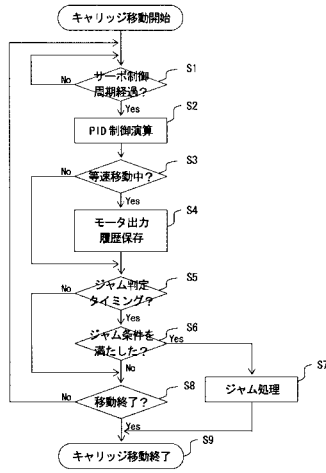 キャリッジ移動開始
S1
サーボ制御
周期経過?
No
Yes
S2
PID制御演算
S3
等速移動中?
No
Yes
S4
モータ出力
履歴保存
S5
ジャム判定
タイミング?
No
Yes
S6
ジャム条件を
満たした?
Yes
No
S7
ジャム処理
S8
移動終了?
No
Yes
S9
キャリッジ移動終了